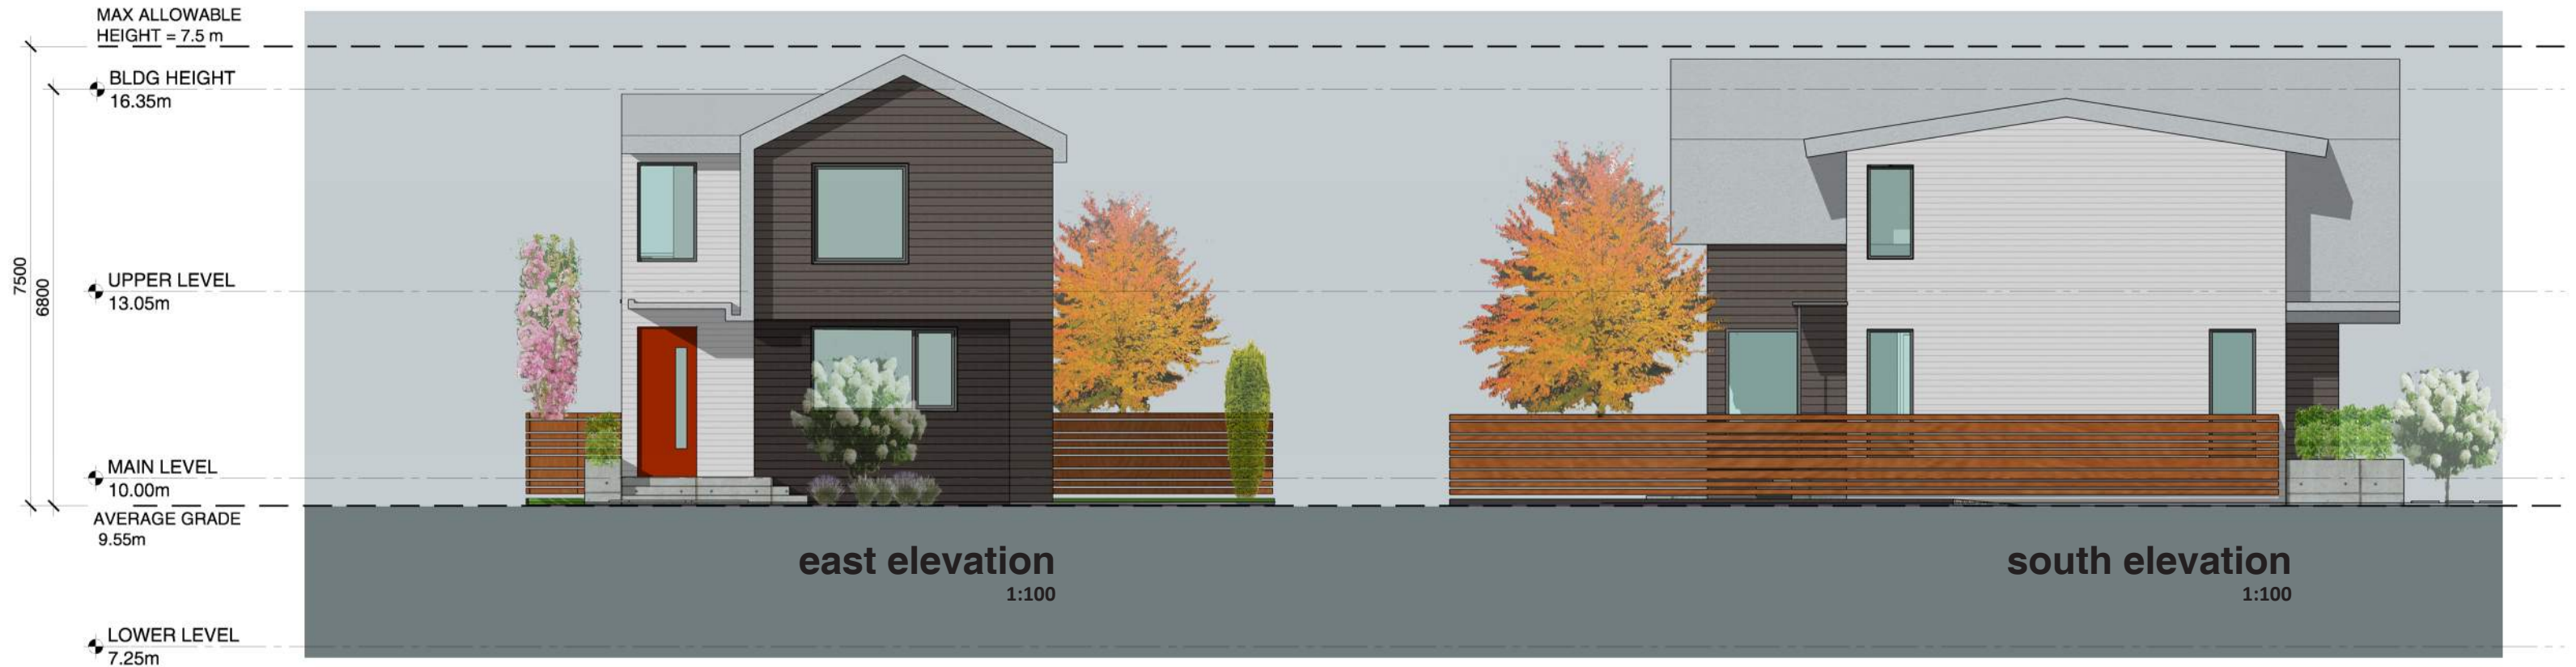 MAX ALLOWABLE
HEIGHT = 7.5 m
BLDG HEIGHT
16.35m
7500
6800
UPPER LEVEL
13.05m
MAIN LEVEL
10.00m
AVERAGE GRADE
9.55m
east elevation
1:100
south elevation
1:100
LOWER LEVEL
7.25m